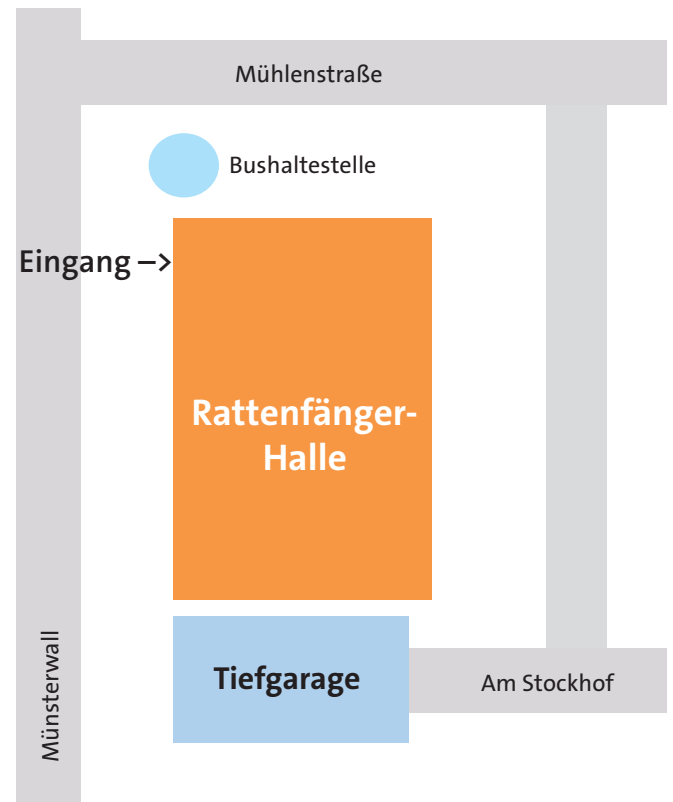 Mühlenstraße
Bushaltestelle
Eingang –>
Rattenfänger-
Halle
Tiefgarage
Am Stockhof
Münsterwall